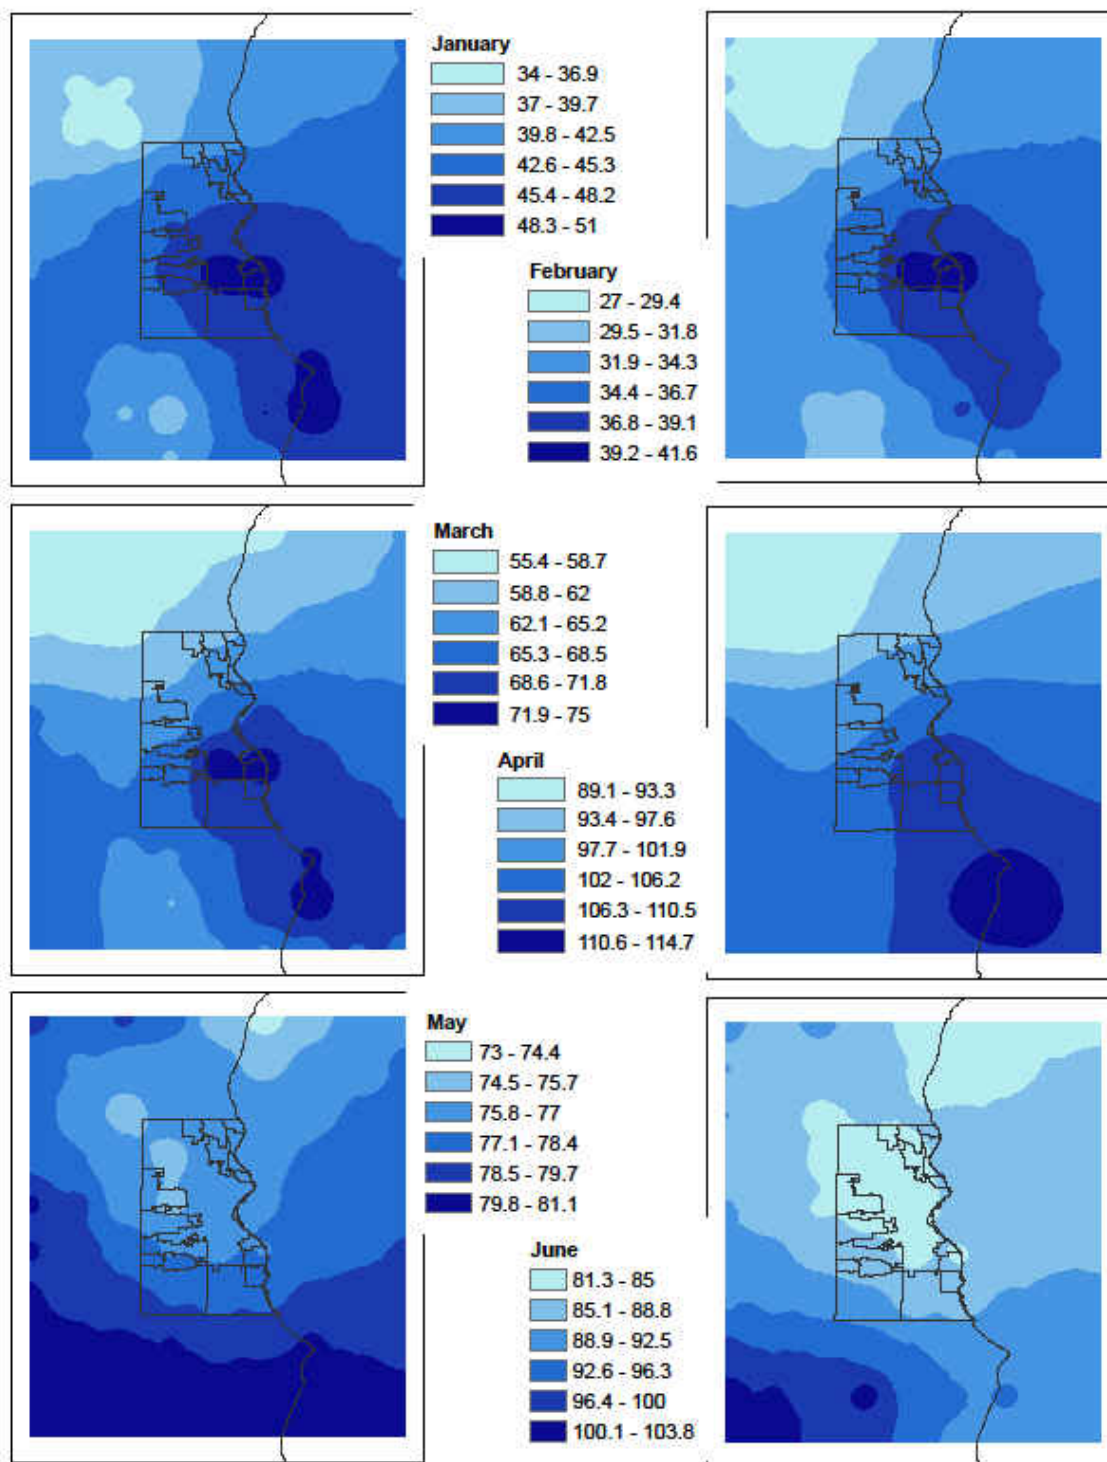 January
34 - 36.9
37 - 39.7
39.8 - 42.5
42.6 - 45.3
45.4 - 48.2
48.3 - 51
February
27 - 29.4
29.5 - 31.8
31.9 - 34.3
34.4 - 36.7
36.8 - 39.1
39.2 - 41.6
March
55.4 - 58.7
58.8 - 62
62.1 - 65.2
65.3 - 68.5
68.6 - 71.8
71.9 - 75
April
89.1 - 93.3
93.4 - 97.6
97.7 - 101.9
102 - 106.2
106.3 - 110.5
110.6 - 114.7
May
73 - 74.4
74.5 - 75.7
75.8 - 77
77.1 - 78.4
78.5 - 79.7
79.8 - 81.1
June
81.3 - 85
85.1 - 88.8
88.9 - 92.5
92.6 - 96.3
96.4 - 100
100.1 - 103.8